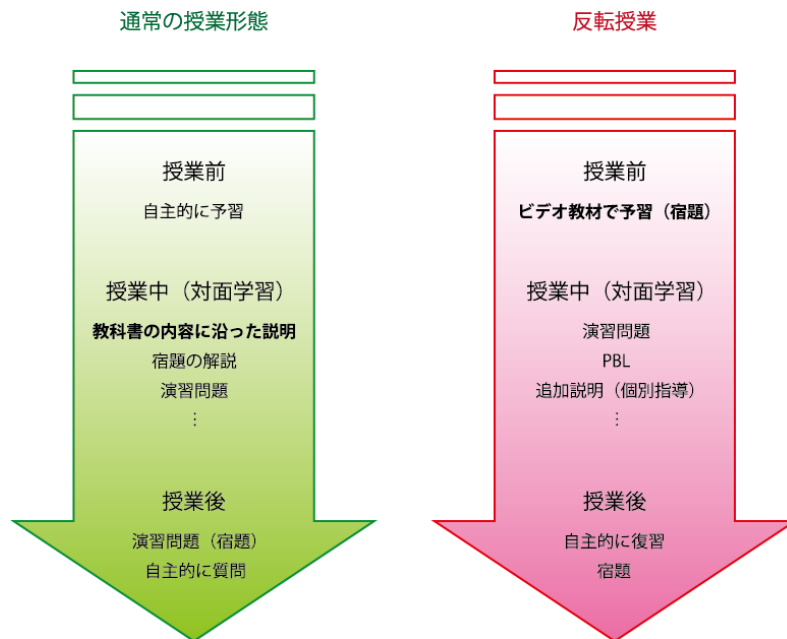 通常の授業形態
授業前
自主的に予習
授業中（対面学習）
教科書の内容に沿った説明
宿題の解説
演習問題
⋮
授業後
演習問題（宿題）
自主的に質問
反転授業
授業前
ビデオ教材で予習（宿題）
授業中（対面学習）
演習問題
PBL
追加説明（個別指導）
⋮
授業後
自主的に復習
宿題